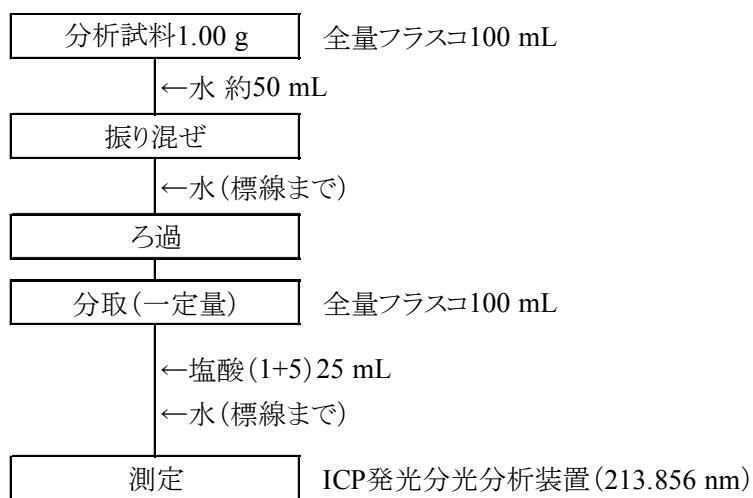 分析試料1.00 g 全量フラスコ100 mL
←水 約50 mL
振り混ぜ
←水(標線まで)
ろ過
分取(一定量) 全量フラスコ100 mL
←塩酸(1+5)25 mL
←水(標線まで)
測定 ICP発光分光分析装置(213.856 nm)